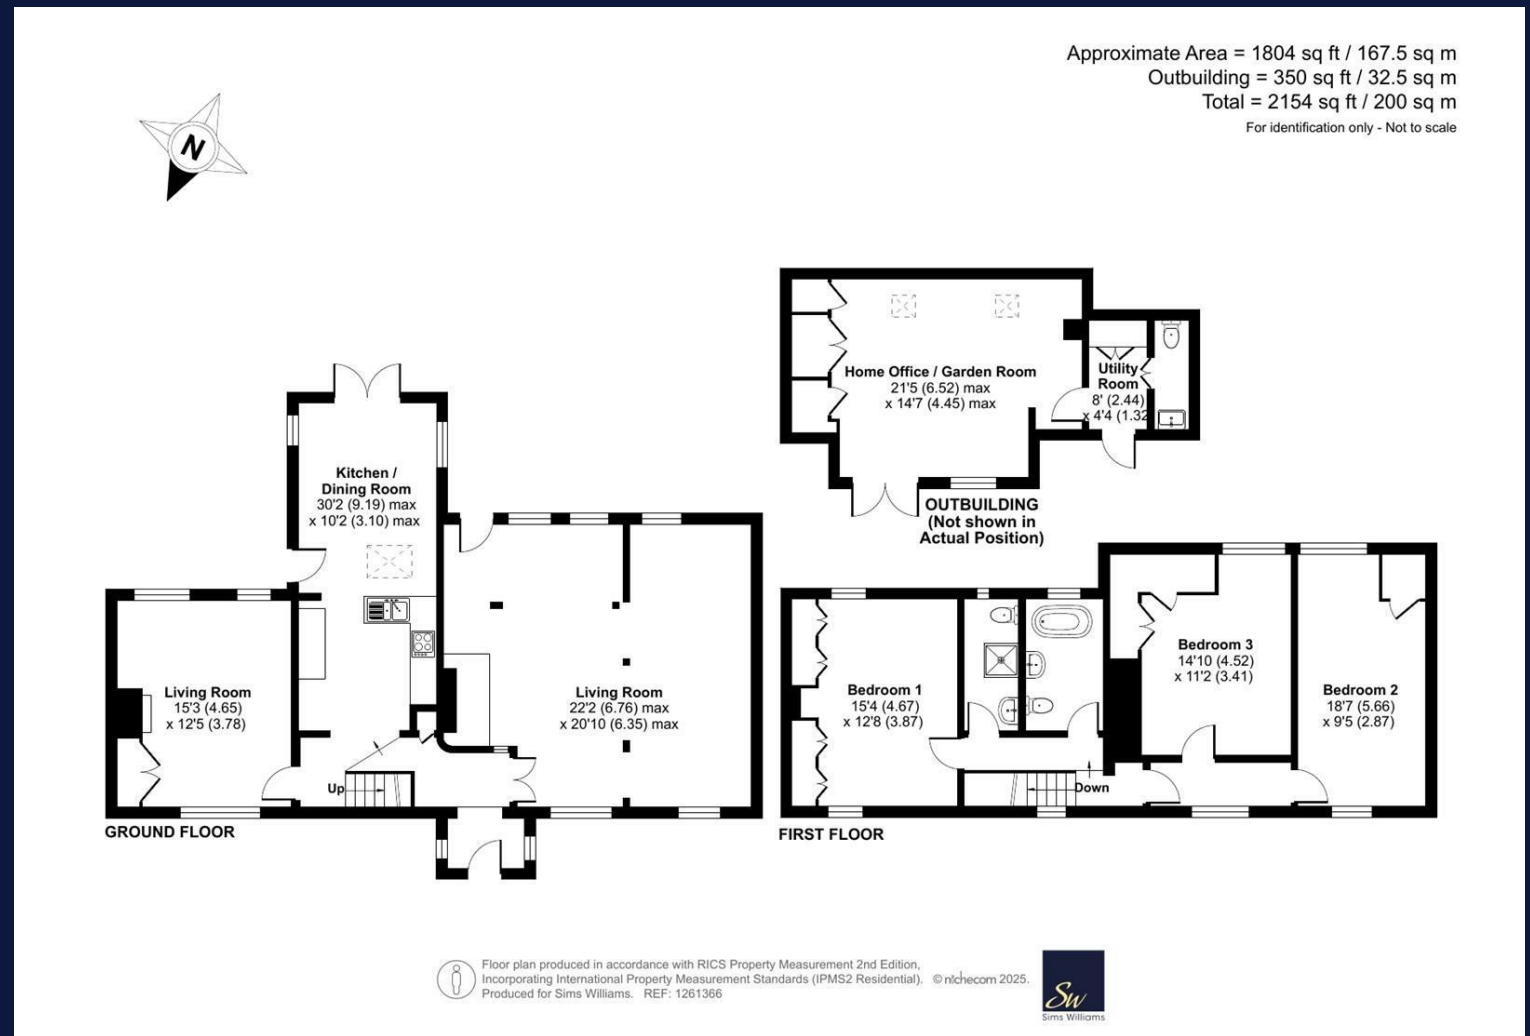 Approximate Area = 1804 sq ft / 167.5 sq m
Outbuilding = 350 sq ft / 32.5 sq m
Total = 2154 sq ft / 200 sq m
For identification only - Not to scale
N
Home Office / Garden Room
21'5 (6.52) max
x 14'7 (4.45) max
Utility
Room
8' (2.44)
x 4'4 (1.32
OUTBUILDING
(Not shown in
Actual Position)
Kitchen /
Dining Room
30'2 (9.19) max
x 10'2 (3.10) max
Living Room
15'3 (4.65)
x 12'5 (3.78)
Living Room
22'2 (6.76) max
x 20'10 (6.35) max
Up
GROUND FLOOR
Bedroom 1
15'4 (4.67)
x 12'8 (3.87)
Bedroom 3
14'10 (4.52)
x 11'2 (3.41)
Bedroom 2
18'7 (5.66)
x 9'5 (2.87)
Down
FIRST FLOOR
Floor plan produced in accordance with RICS Property Measurement 2nd Edition,
Incorporating International Property Measurement Standards (IPMS2 Residential). © nichecom 2025.
Produced for Sims Williams. REF: 1261366
Sw
Sims Williams